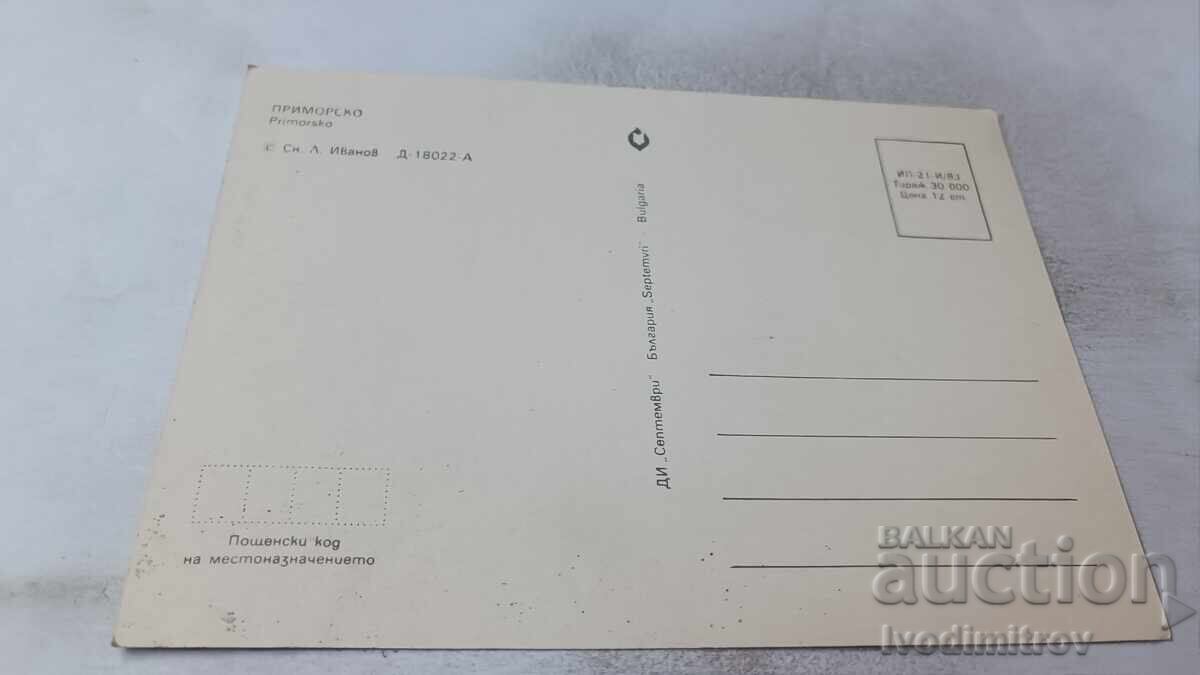 ПРИМОРСКО
Primorsko
© Сн. Л. Иванов Д-18022-А
ДИ „Септември" България „Septemvri" - Bulgaria
ИП-21-И/83
Тираж 30 000
Цена 12 ст.
Пощенски код
на местоназначението
BALKAN
auction
Ivodimitrov